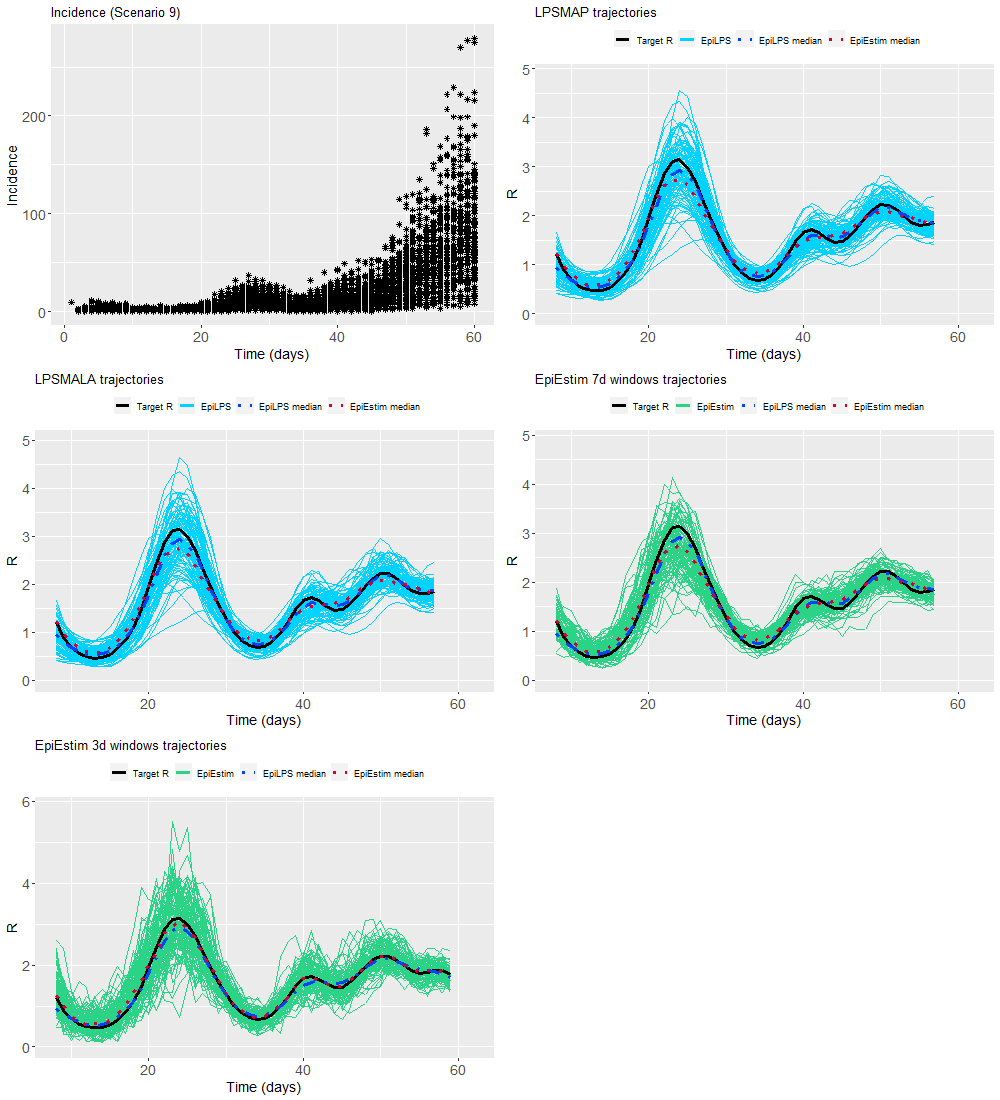 Incidence (Scenario 9)
Incidence
200
100
0
0
20
40
60
Time (days)
LPSMAP trajectories
Target R EpiLPS EpiLPS median EpiEstim median
R
5
4
3
2
1
0
20
40
60
Time (days)
LPSMALA trajectories
Target R EpiLPS EpiLPS median EpiEstim median
R
5
4
3
2
1
0
20
40
60
Time (days)
EpiEstim 7d windows trajectories
Target R EpiEstim EpiLPS median EpiEstim median
R
5
4
3
2
1
0
20
40
60
Time (days)
EpiEstim 3d windows trajectories
Target R EpiEstim EpiLPS median EpiEstim median
R
6
4
2
0
20
40
60
Time (days)